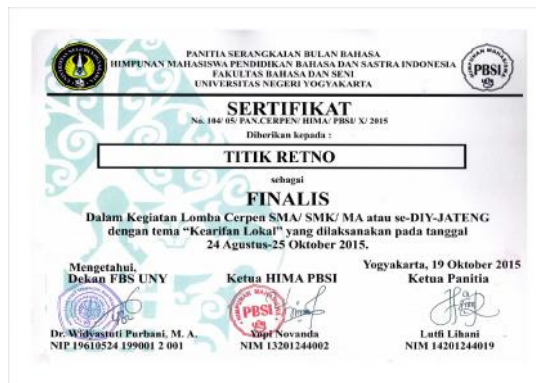 PANITIA SERANGKAIAN BULAN BAHASA
HIMPUNAN MAHASISWA PENDIDIKAN BAHASA DAN SASTRA INDONESIA
FAKULTAS BAHASA DAN SENI
UNIVERSITAS NEGERI YOGYAKARTA
PBSI
SERTIFIKAT
No. 104/ 05/ PAN.CERPEN/ HIMA/ PBSI/ X/ 2015
Diberikan kepada :
TITIK RETNO
sebagai
FINALIS
Dalam Kegiatan Lomba Cerpen SMA/ SMK/ MA atau se-DIY-JATENG
dengan tema “Kearifan Lokal” yang dilaksanakan pada tanggal
24 Agustus-25 Oktober 2015.
Yogyakarta, 19 Oktober 2015
Mengetahui,
Dekan FBS UNY
Ketua HIMA PBSI
Ketua Panitia
PBSI
Dr. Widyastuti Purbani, M. A.
Yupi Novanda
Lutfi Lihani
NIP 19610524 199001 2 001
NIM 13201244002
NIM 14201244019